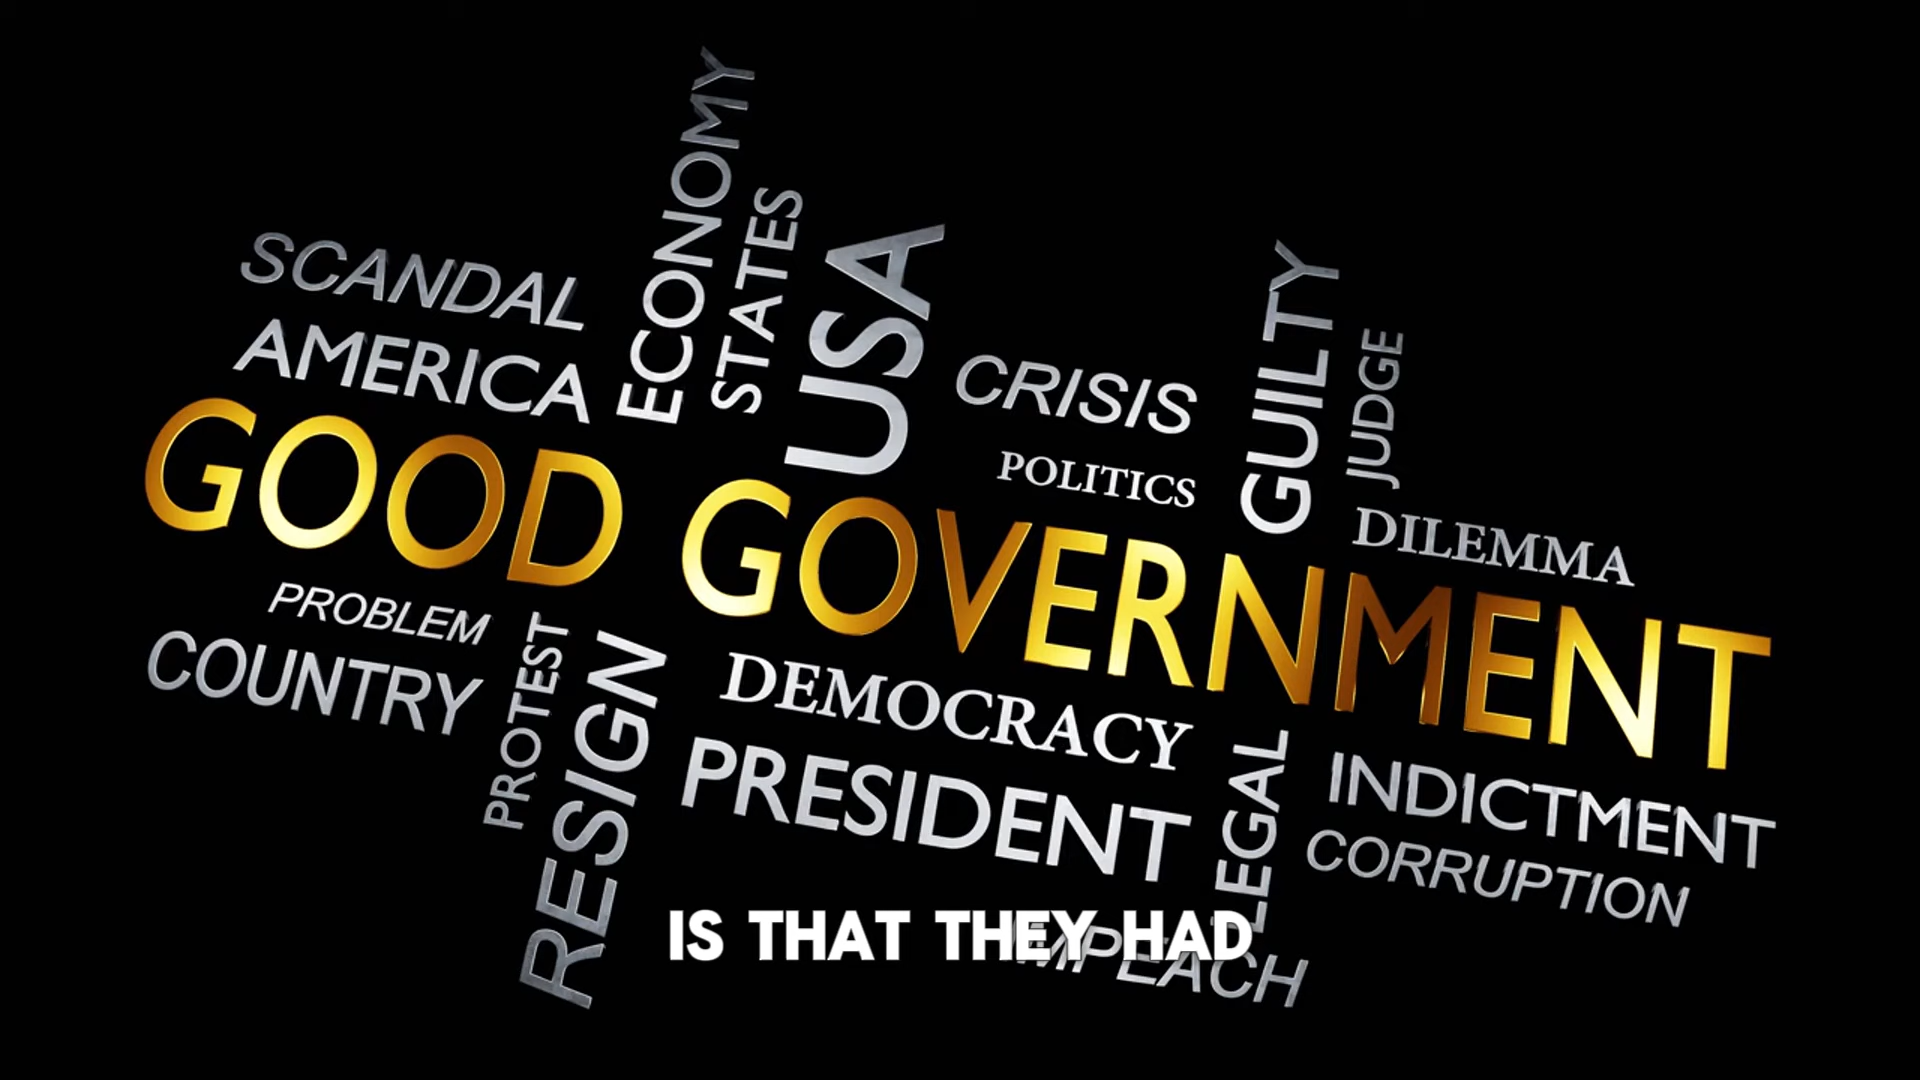 ECONOMY
STATES
USA
SCANDAL
AMERICA
CRISIS
GUILTY
JUDGE
POLITICS
DILEMMA
GOOD GOVERNMENT
PROBLEM
COUNTRY
PROTEST
RESIGN
DEMOCRACY
PRESIDENT
LEGAL
INDICTMENT
CORRUPTION
IMPEACH
IS THAT THEY HAD